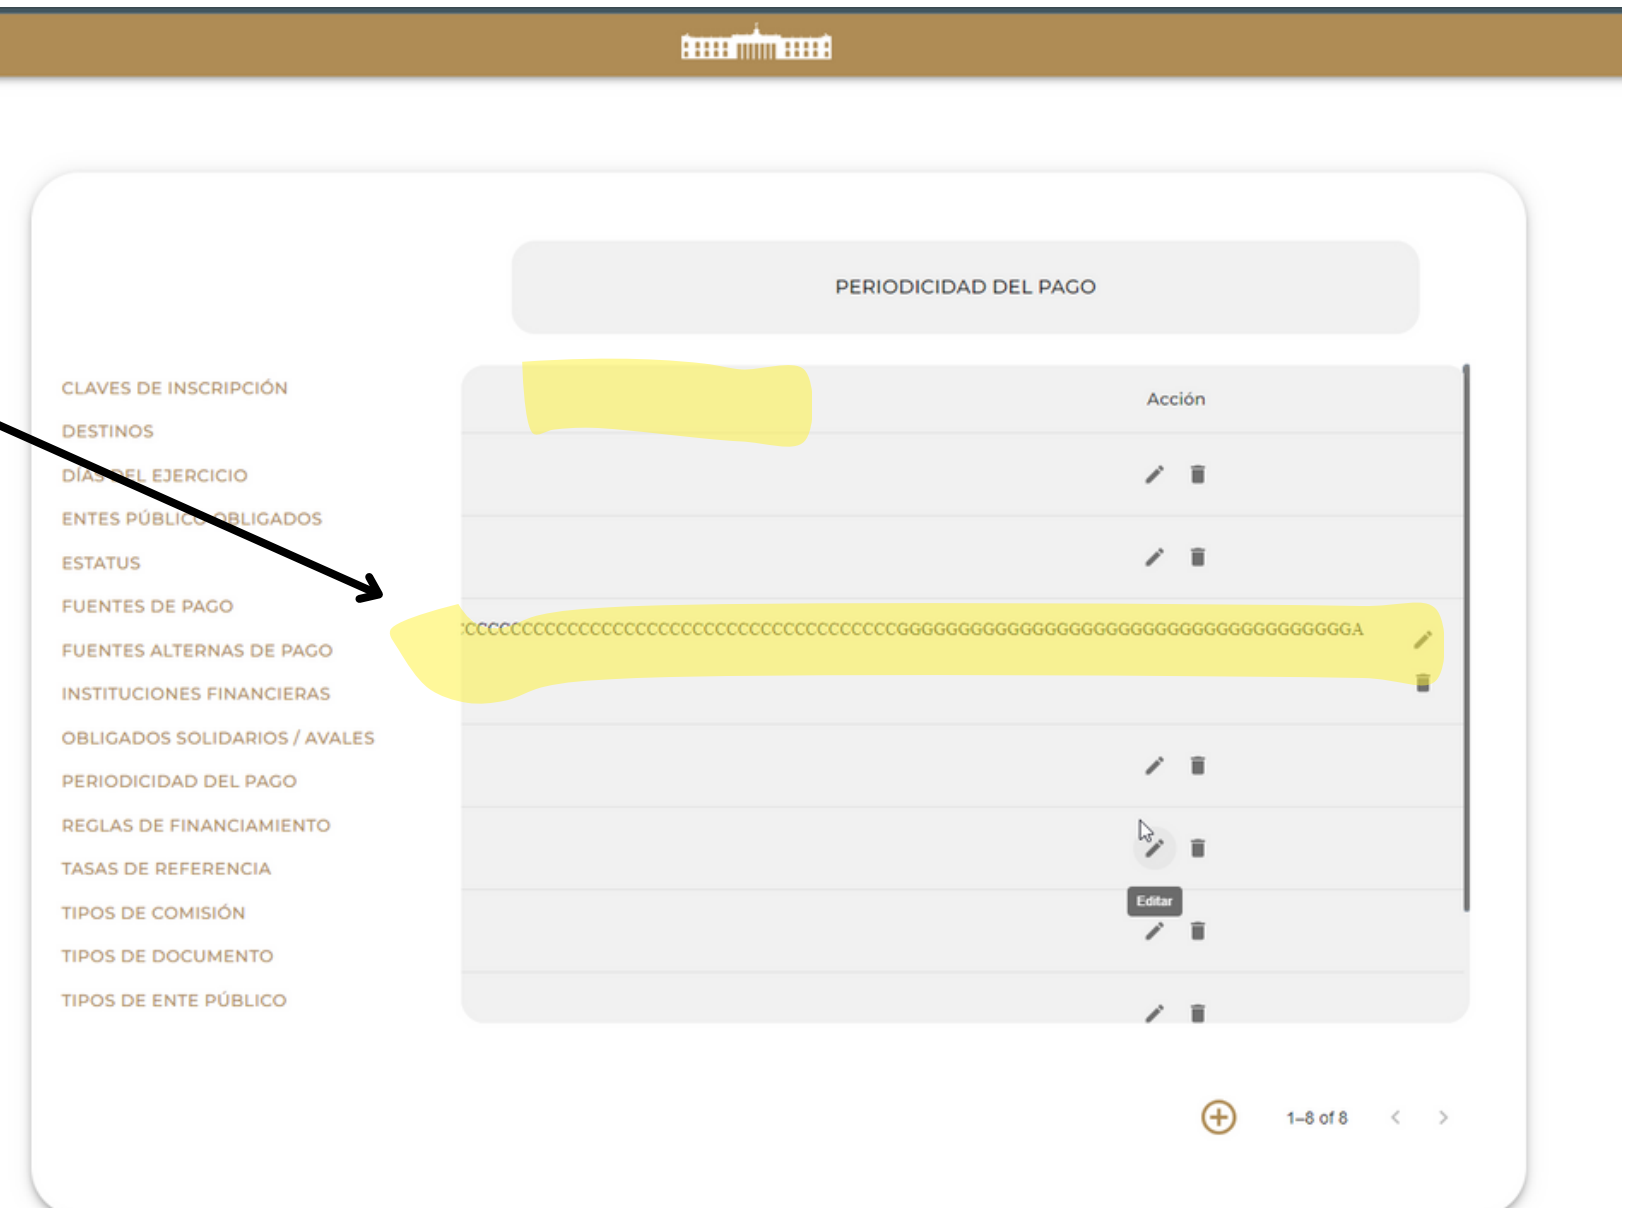 PERIODICIDAD DEL PAGO
CLAVES DE INSCRIPCIÓN
DESTINOS
DÍAS DEL EJERCICIO
ENTES PÚBLICO OBLIGADOS
ESTATUS
FUENTES DE PAGO
FUENTES ALTERNAS DE PAGO
INSTITUCIONES FINANCIERAS
OBLIGADOS SOLIDARIOS / AVALES
PERIODICIDAD DEL PAGO
REGLAS DE FINANCIAMIENTO
TASAS DE REFERENCIA
TIPOS DE COMISIÓN
TIPOS DE DOCUMENTO
TIPOS DE ENTE PÚBLICO
Acción
Editar
1–8 of 8